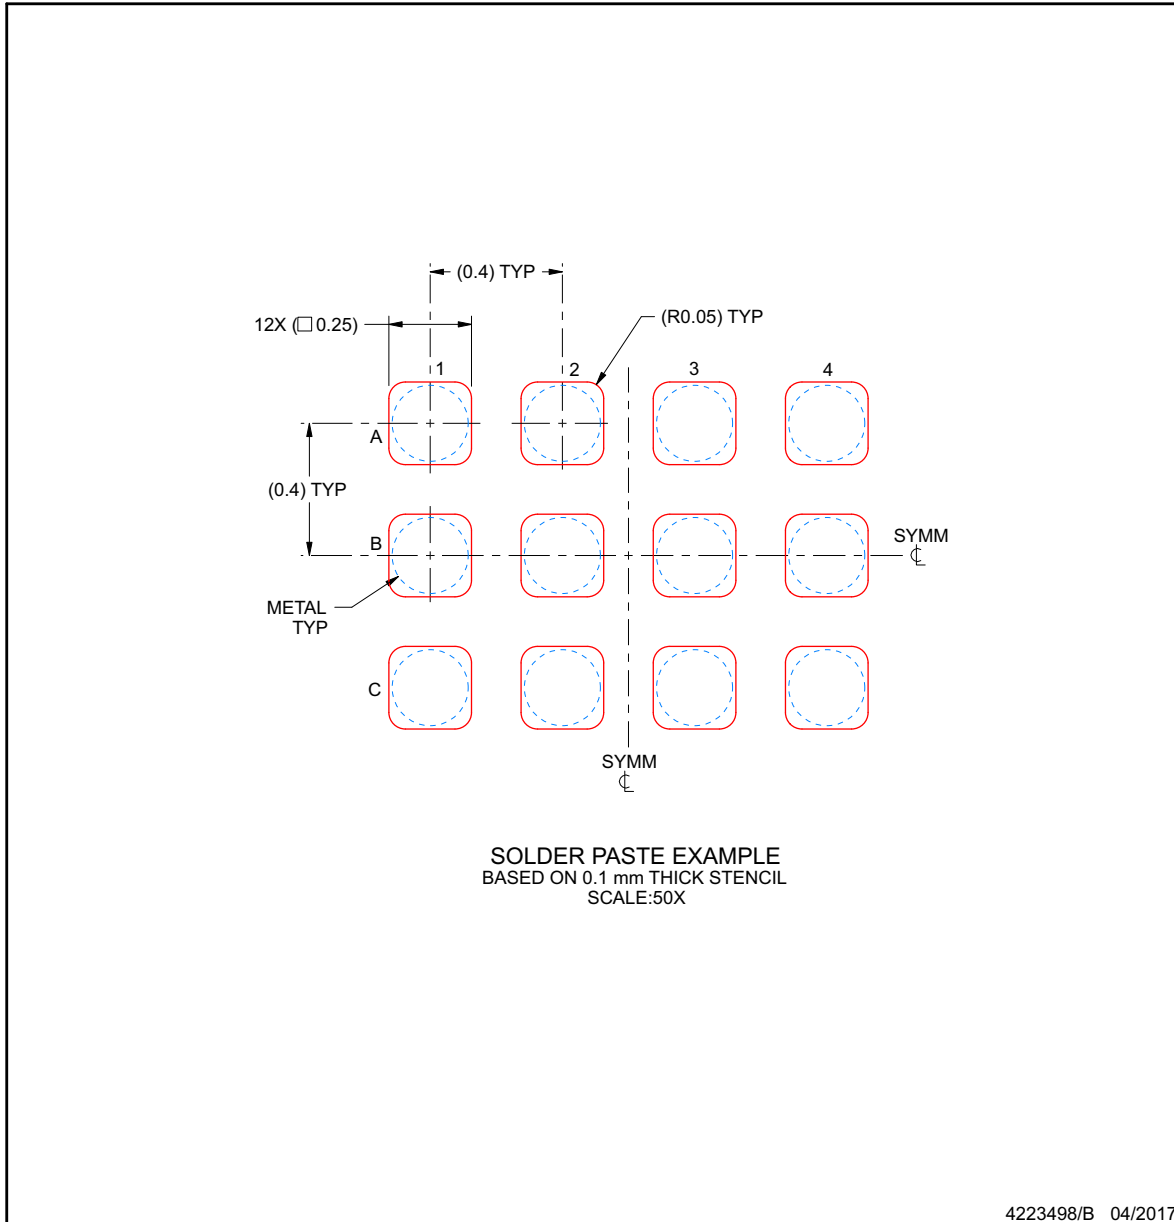 (0.4) TYP
12X (□ 0.25)
(R0.05) TYP
1
2
3
4
A
(0.4) TYP
B
SYMM
℄
METAL
TYP
C
SYMM
℄
SOLDER PASTE EXAMPLE
BASED ON 0.1 mm THICK STENCIL
SCALE:50X
4223498/B 04/2017